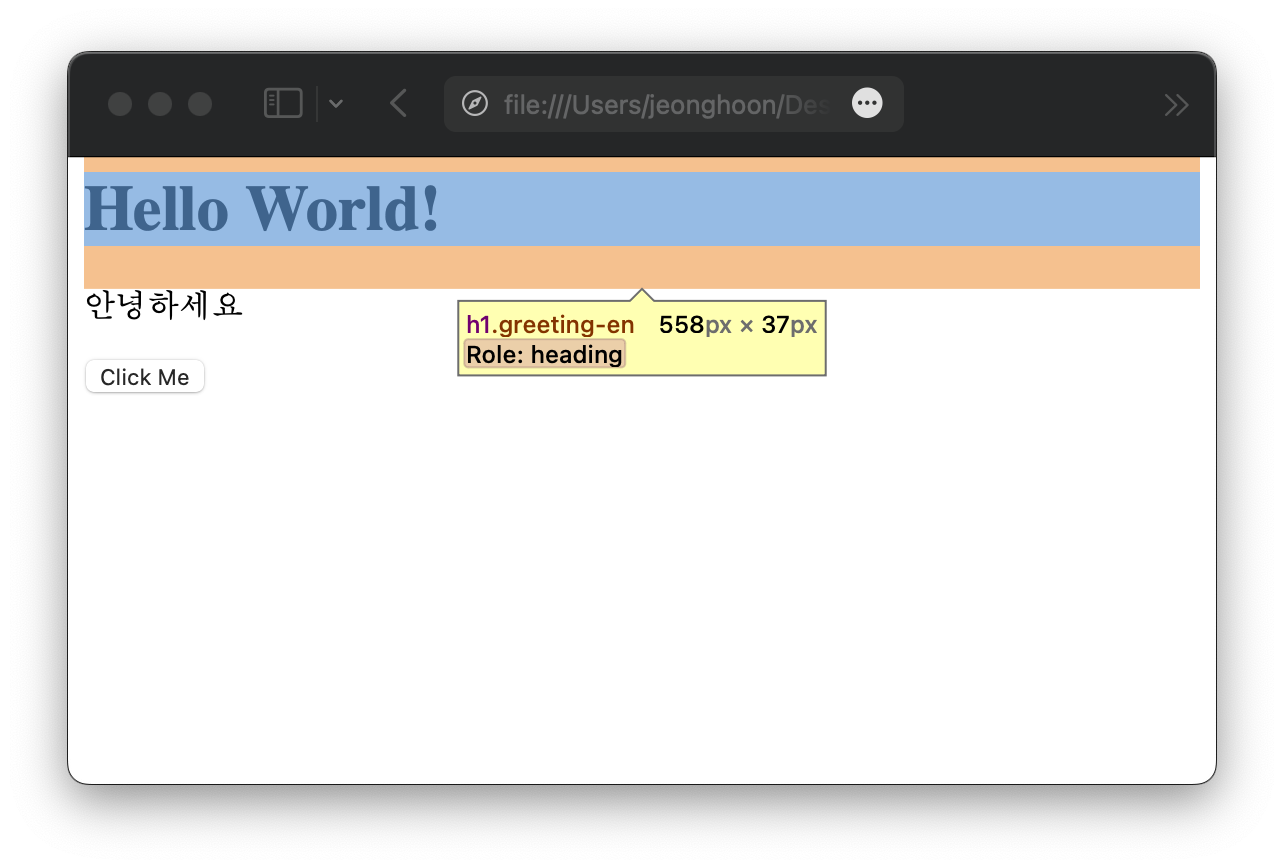 file:///Users/jeonghoon/Des
Hello World!
안녕하세요
h1.greeting-en 558px × 37px
Role: heading
Click Me